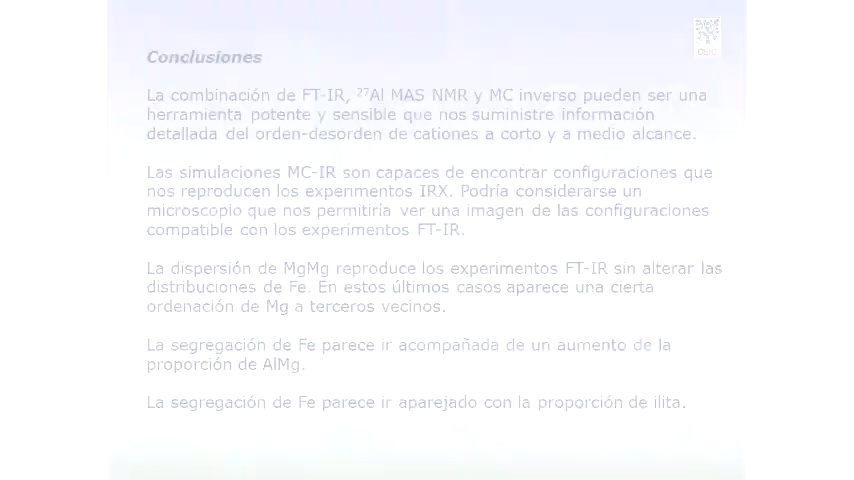 CSIC
Conclusiones
La combinación de FT-IR, ²⁷Al MAS NMR y MC inverso pueden ser una
herramienta potente y sensible que nos suministre información
detallada del orden-desorden de cationes a corto y a medio alcance.
Las simulaciones MC-IR son capaces de encontrar configuraciones que
nos reproducen los experimentos IRX. Podría considerarse un
microscopio que nos permitiría ver una imagen de las configuraciones
compatible con los experimentos FT-IR.
La dispersión de MgMg reproduce los experimentos FT-IR sin alterar las
distribuciones de Fe. En estos últimos casos aparece una cierta
ordenación de Mg a terceros vecinos.
La segregación de Fe parece ir acompañada de un aumento de la
proporción de AlMg.
La segregación de Fe parece ir aparejado con la proporción de ilita.